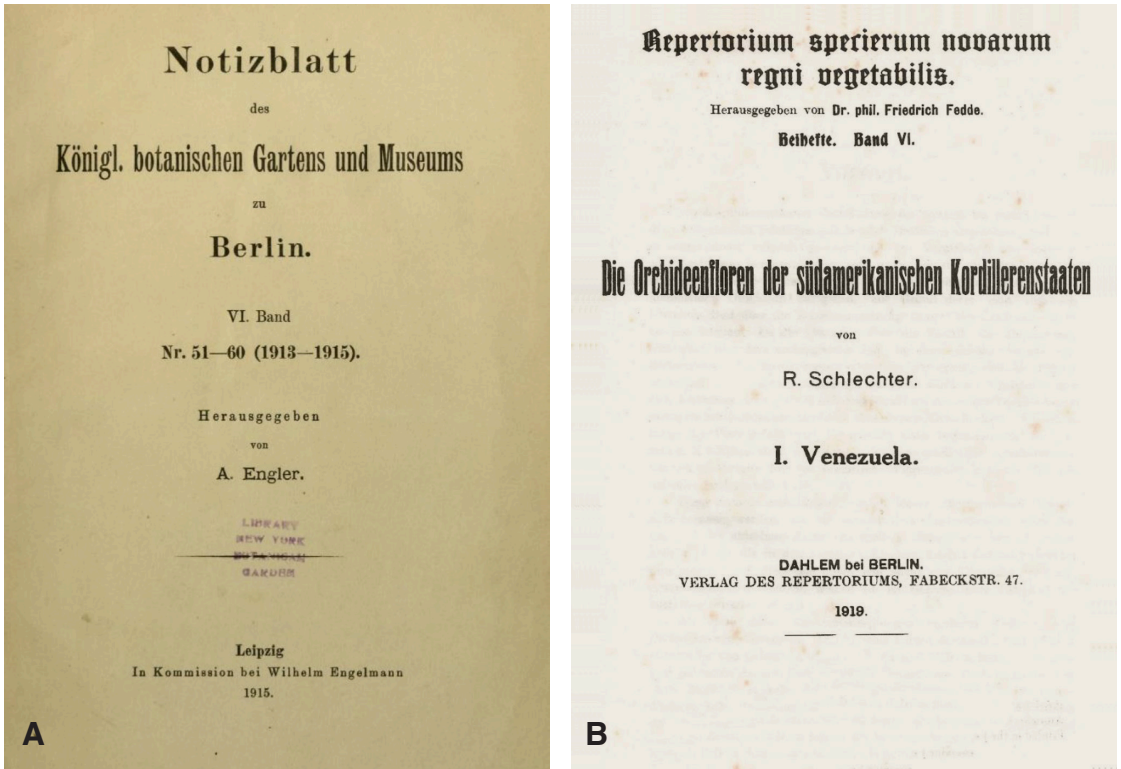 Notizblatt
des
Königl. botanischen Gartens und Museums
zu
Berlin.
VI. Band
Nr. 51—60 (1913—1915).
Herausgegeben
von
A. Engler.
LIBRARY
NEW YORK
BOTANICAL
GARDEN
Leipzig
In Kommission bei Wilhelm Engelmann
1915.
A
Repertorium specierum novarum
regni vegetabilis.
Herausgegeben von Dr. phil. Friedrich Fedde.
Beihefte. Band VI.
Die Orchideenfloren der südamerikanischen Kordillerenstaaten
von
R. Schlechter.
I. Venezuela.
DAHLEM bei BERLIN.
VERLAG DES REPERTORIUMS, FABECKSTR. 47.
1919.
B